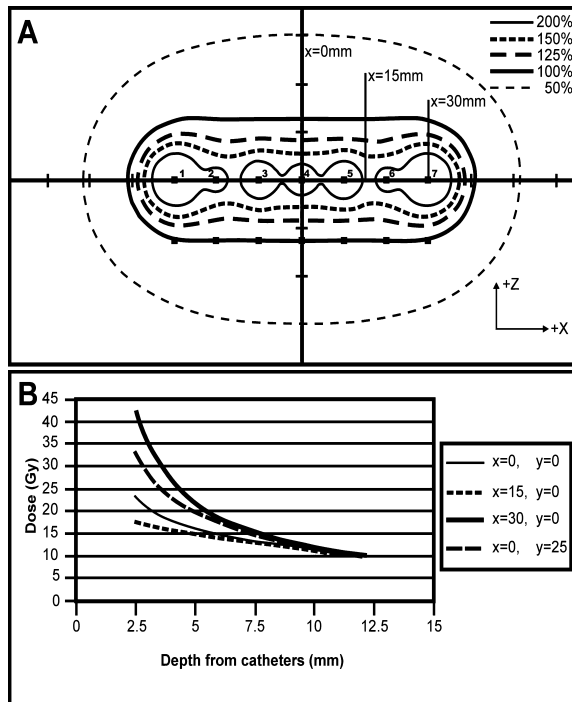 A
200%
150%
125%
100%
50%
x=0mm
x=15mm
x=30mm
1 2 3 4 5 6 7
+Z
+X
B
45
40
35
30
25
20
15
10
5
0
Dose (Gy)
0 2.5 5 7.5 10 12.5 15
Depth from catheters (mm)
x=0, y=0
x=15, y=0
x=30, y=0
x=0, y=25